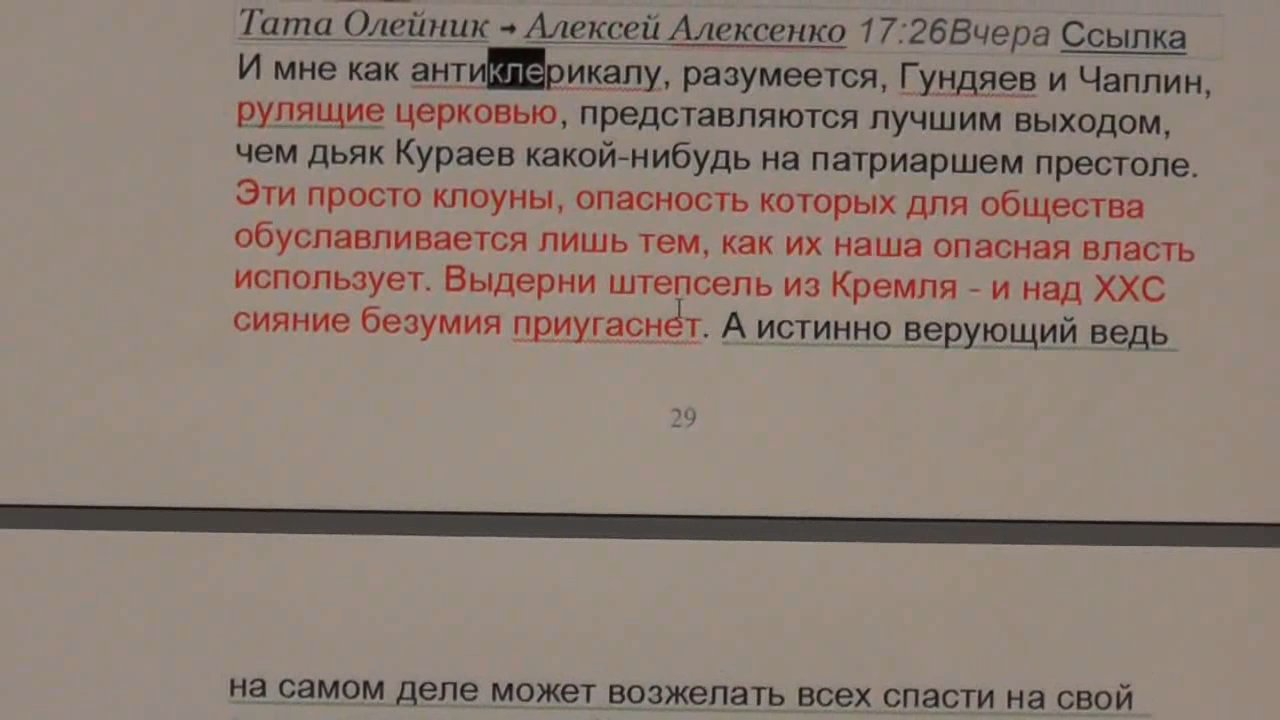 Тата Олейник → Алексей Алексенко 17:26Вчера Ссылка
И мне как антиклерикалу, разумеется, Гундяев и Чаплин,
рулящие церковью, представляются лучшим выходом,
чем дьяк Кураев какой-нибудь на патриаршем престоле.
Эти просто клоуны, опасность которых для общества
обуславливается лишь тем, как их наша опасная власть
использует. Выдерни штепсель из Кремля - и над ХХС
сияние безумия приугаснет. А истинно верующий ведь
29
на самом деле может возжелать всех спасти на свой